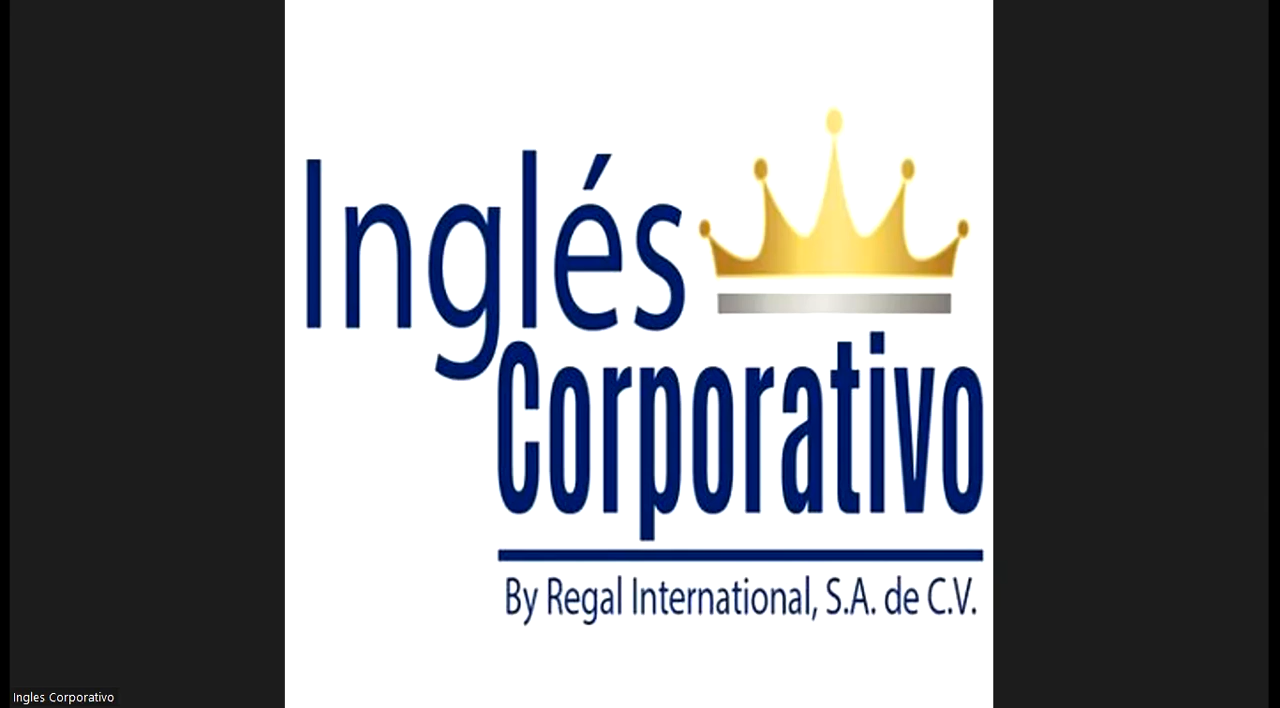 Inglés
Corporativo
By Regal International, S.A. de C.V.
Ingles Corporativo